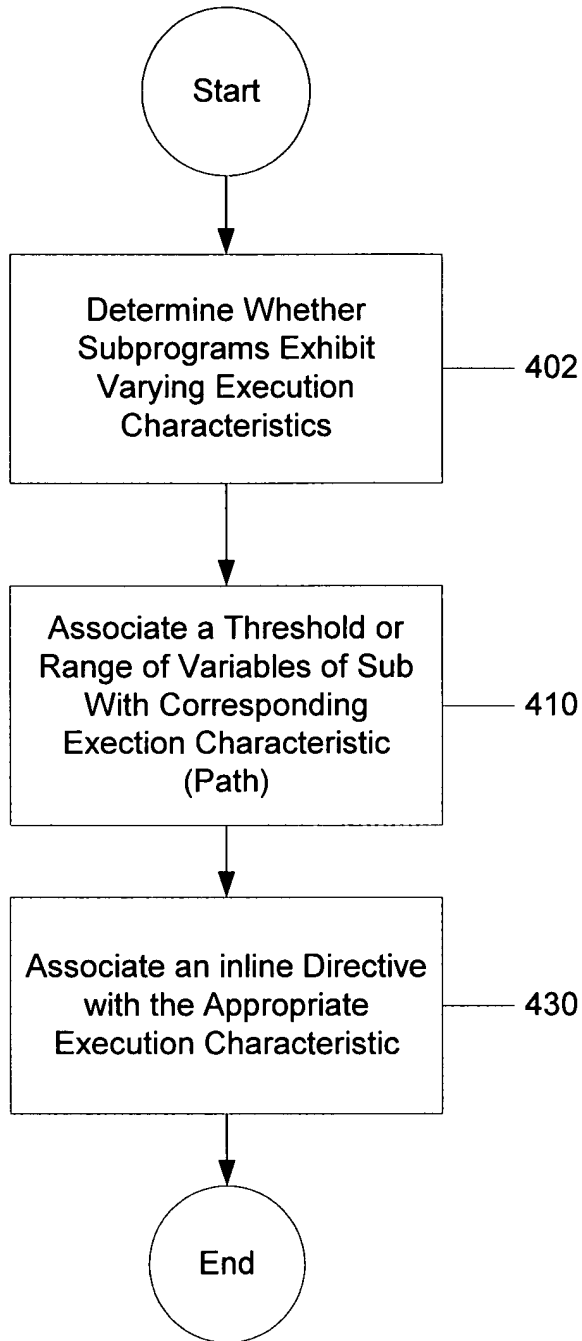 Start
Determine Whether
Subprograms Exhibit
Varying Execution
Characteristics
402
Associate a Threshold or
Range of Variables of Sub
With Corresponding
Exection Characteristic
(Path)
410
Associate an inline Directive
with the Appropriate
Execution Characteristic
430
End